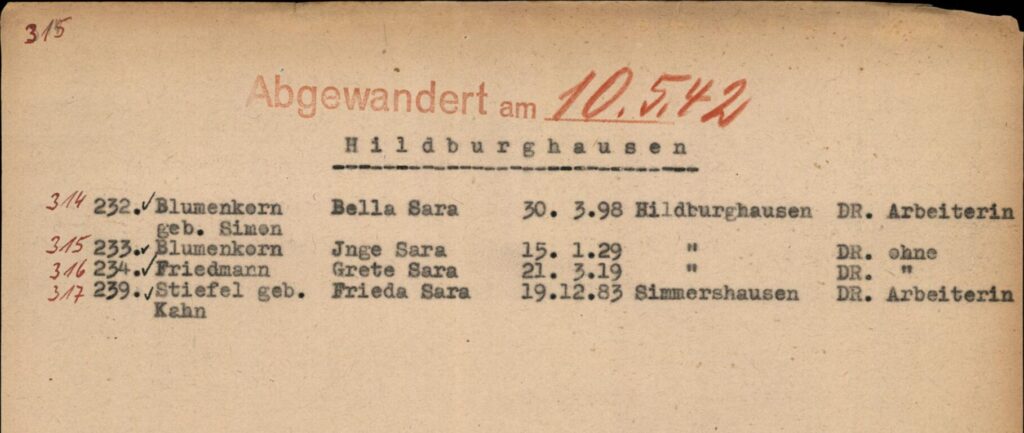 315
Abgewandert am 10.5.42
Hildburghausen
314 232.✓Blumenkorn Bella Sara 30. 3.98 Hildburghausen DR. Arbeiterin
geb. Simon
315 233.✓Blumenkorn Jnge Sara 15. 1.29 " DR. ohne
316 234.✓Friedmann Grete Sara 21. 3.19 " DR. "
317 239.✓Stiefel geb. Frieda Sara 19.12.83 Simmershausen DR. Arbeiterin
Kahn